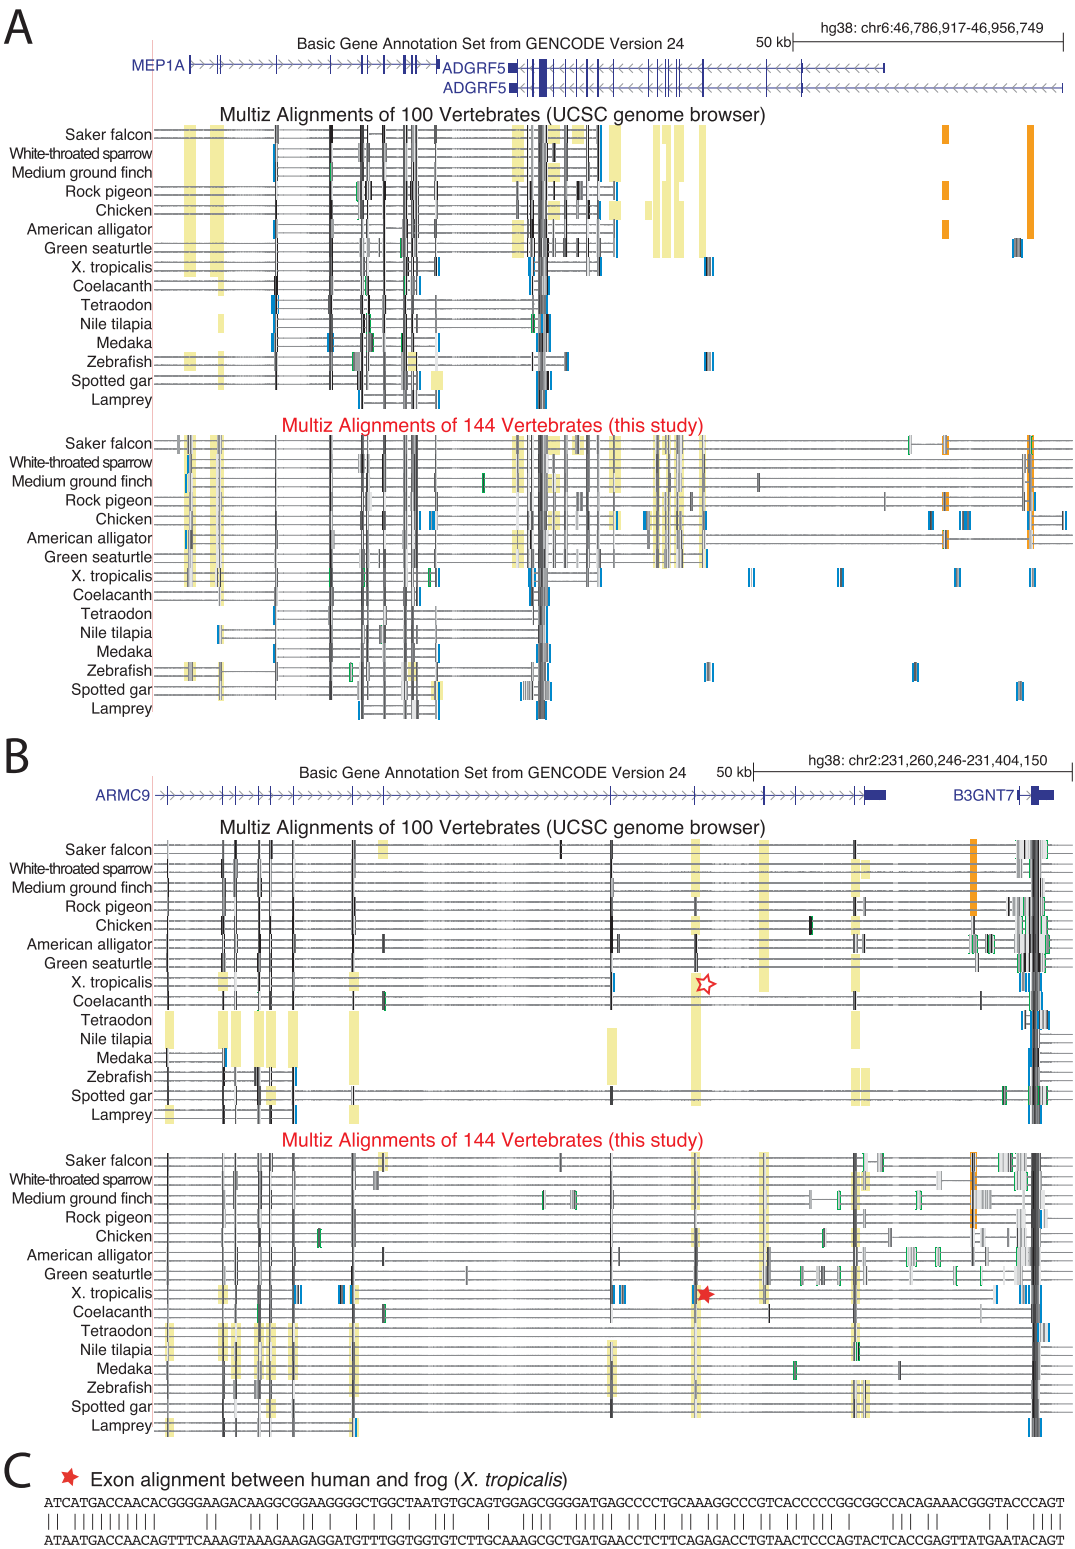 A
hg38: chr6:46,786,917-46,956,749
Basic Gene Annotation Set from GENCODE Version 24
50 kb
MEP1A
ADGRF5
ADGRF5
Multiz Alignments of 100 Vertebrates (UCSC genome browser)
Saker falcon
White-throated sparrow
Medium ground finch
Rock pigeon
Chicken
American alligator
Green seaturtle
X. tropicalis
Coelacanth
Tetraodon
Nile tilapia
Medaka
Zebrafish
Spotted gar
Lamprey
Multiz Alignments of 144 Vertebrates (this study)
Saker falcon
White-throated sparrow
Medium ground finch
Rock pigeon
Chicken
American alligator
Green seaturtle
X. tropicalis
Coelacanth
Tetraodon
Nile tilapia
Medaka
Zebrafish
Spotted gar
Lamprey
B
hg38: chr2:231,260,246-231,404,150
Basic Gene Annotation Set from GENCODE Version 24
50 kb
ARMC9
B3GNT7
Multiz Alignments of 100 Vertebrates (UCSC genome browser)
Saker falcon
White-throated sparrow
Medium ground finch
Rock pigeon
Chicken
American alligator
Green seaturtle
X. tropicalis
Coelacanth
Tetraodon
Nile tilapia
Medaka
Zebrafish
Spotted gar
Lamprey
Multiz Alignments of 144 Vertebrates (this study)
Saker falcon
White-throated sparrow
Medium ground finch
Rock pigeon
Chicken
American alligator
Green seaturtle
X. tropicalis
Coelacanth
Tetraodon
Nile tilapia
Medaka
Zebrafish
Spotted gar
Lamprey
C
Exon alignment between human and frog (X. tropicalis)
ATCATGACCAACACGGGGAAGACAAGGCGGAAGGGGCTGGCTAATGTGCAGTGGAGCGGGGATGAGCCCCTGCAAAGGCCCGTCACCCCCGGCGGCCACAGAAACGGGTACCCAGT
ATAATGACCAACAGTTTCAAAGTAAAGAAGAGGATGTTTGGTGGTGTCTTGCAAAGCGCTGATGAACCTCTTCAGAGACCTGTAACTCCCAGTACTCACCGAGTTATGAATACAGT